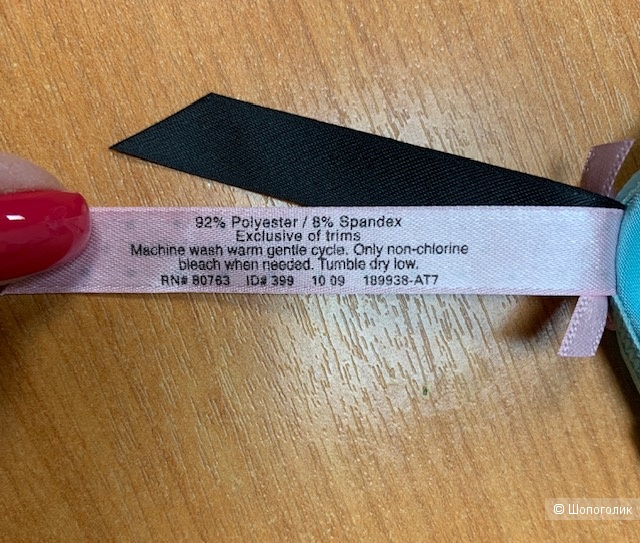 92% Polyester / 8% Spandex
Exclusive of trims
Machine wash warm gentle cycle. Only non-chlorine
bleach when needed. Tumble dry low.
RN# 80763 ID# 399 10 09 189938-AT7
© Шопоголик